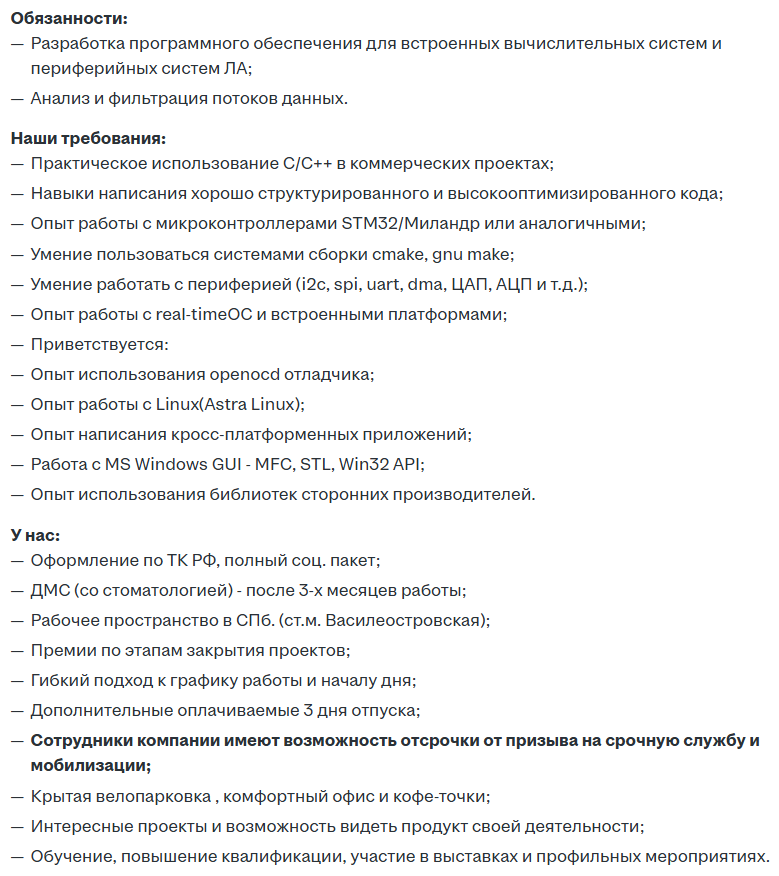 Обязанности:
— Разработка программного обеспечения для встроенных вычислительных систем и
периферийных систем ЛА;
— Анализ и фильтрация потоков данных.
Наши требования:
— Практическое использование С/С++ в коммерческих проектах;
— Навыки написания хорошо структурированного и высокооптимизированного кода;
— Опыт работы с микроконтроллерами STM32/Миландр или аналогичными;
— Умение пользоваться системами сборки cmake, gnu make;
— Умение работать с периферией (i2c, spi, uart, dma, ЦАП, АЦП и т.д.);
— Опыт работы с real-timeОС и встроенными платформами;
— Приветствуется:
— Опыт использования openocd отладчика;
— Опыт работы с Linux(Astra Linux);
— Опыт написания кросс-платформенных приложений;
— Работа с MS Windows GUI - MFC, STL, Win32 API;
— Опыт использования библиотек сторонних производителей.
У нас:
— Оформление по ТК РФ, полный соц. пакет;
— ДМС (со стоматологией) - после 3-х месяцев работы;
— Рабочее пространство в СПб. (ст.м. Василеостровская);
— Премии по этапам закрытия проектов;
— Гибкий подход к графику работы и началу дня;
— Дополнительные оплачиваемые 3 дня отпуска;
— Сотрудники компании имеют возможность отсрочки от призыва на срочную службу и
мобилизации;
— Крытая велопарковка , комфортный офис и кофе-точки;
— Интересные проекты и возможность видеть продукт своей деятельности;
— Обучение, повышение квалификации, участие в выставках и профильных мероприятиях.